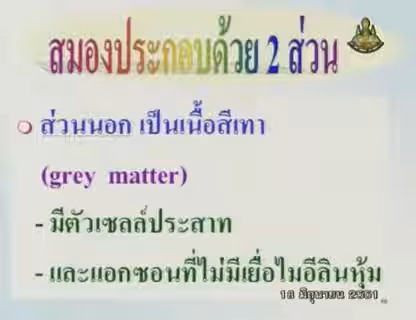 สมองประกอบด้วย 2 ส่วน
ส่วนนอก เป็นเนื้อสีเทา
(grey matter)
- มีตัวเซลล์ประสาท
- และแอกซอนที่ไม่มีเยื่อไมอีลินหุ้ม
16 มิถุนายน 2551